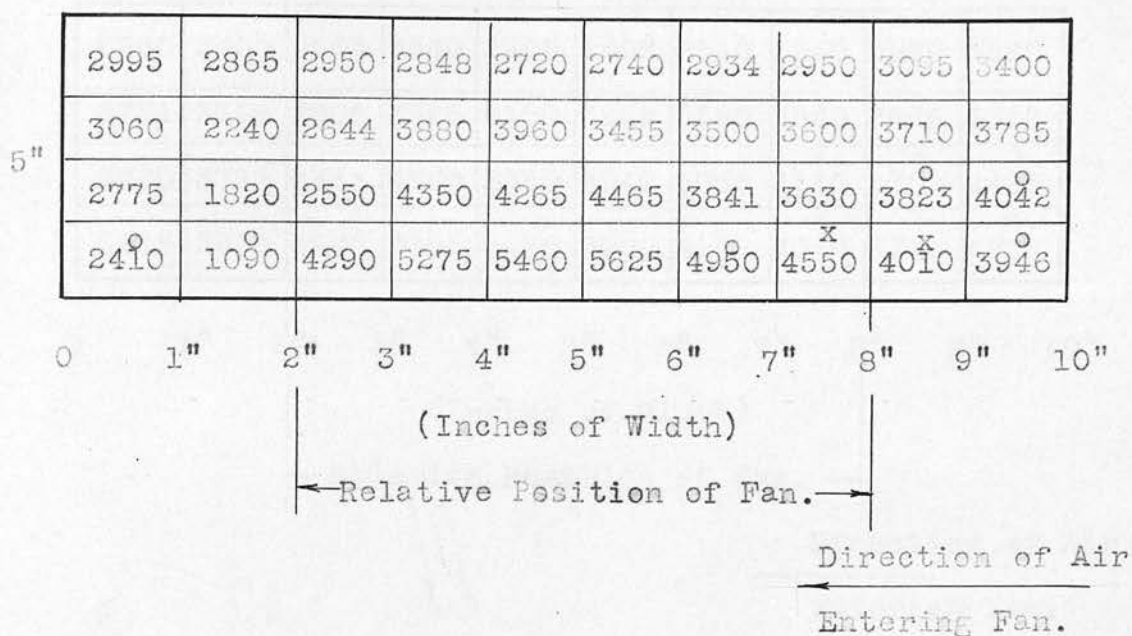 2995 2865 2950 2848 2720 2740 2934 2950 3095 3400
3060 2240 2644 3880 3960 3455 3500 3600 3710 3785
5"
o o
2775 1820 2550 4350 4265 4465 3841 3630 3823 4042
o o o x x o
2410 1090 4290 5275 5460 5625 4950 4550 4010 3946
0 1" 2" 3" 4" 5" 6" 7" 8" 9" 10"
(Inches of Width)
Relative Position of Fan.
Direction of Air
Entering Fan.